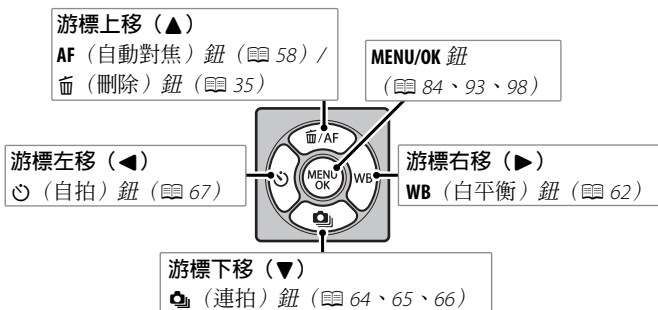 游標上移（▲）
AF（自動對焦）鈕（📖 58）/
🗑（刪除）鈕（📖 35）
MENU/OK 鈕
（📖 84、93、98）
🗑/AF
游標左移（◀）
⏲（自拍）鈕（📖 67）
MENU
OK
WB
游標右移（▶）
WB（白平衡）鈕（📖 62）
游標下移（▼）
（連拍）鈕（📖 64、65、66）